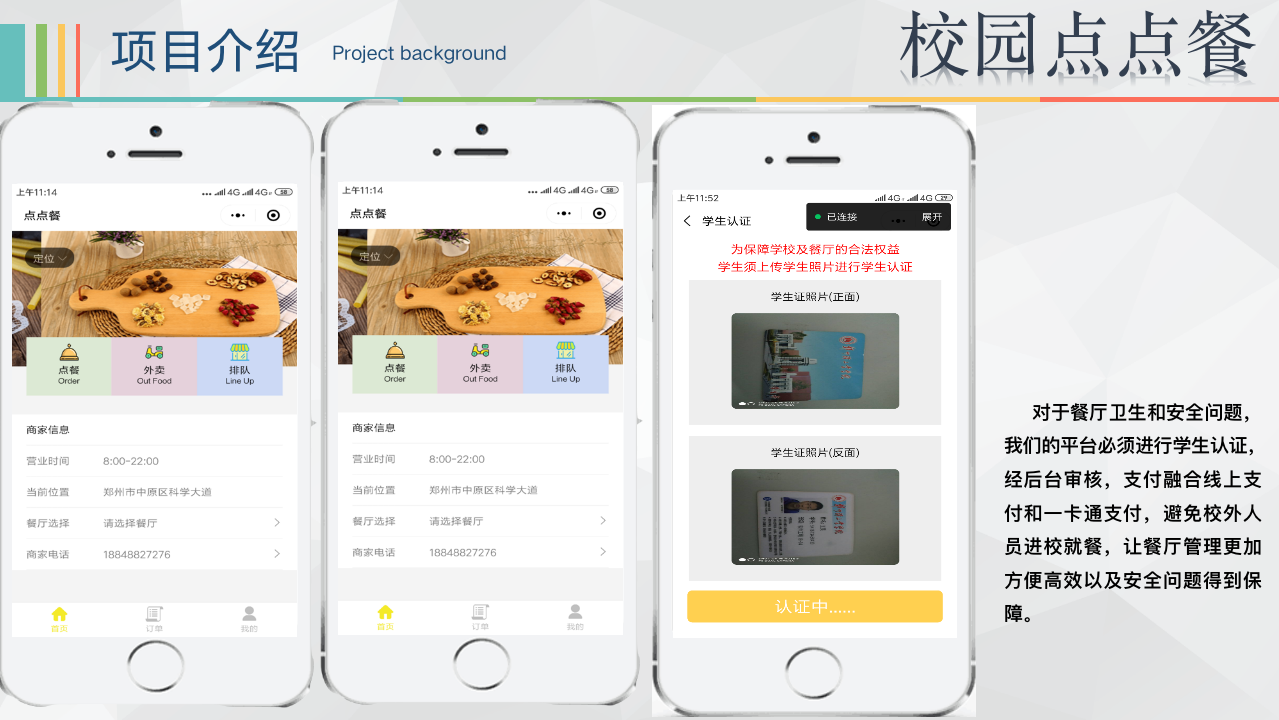 项目介绍
Project background
校园点点餐
上午11:14
4G
4G
58
点点餐
定位
点餐
Order
外卖
Out Food
排队
Line Up
商家信息
营业时间 8:00-22:00
当前位置 郑州市中原区科学大道
餐厅选择 请选择餐厅
商家电话 18848827276
首页
订单
我的
上午11:14
4G
4G
58
点点餐
定位
点餐
Order
外卖
Out Food
排队
Line Up
商家信息
营业时间 8:00-22:00
当前位置 郑州市中原区科学大道
餐厅选择 请选择餐厅
商家电话 18848827276
首页
订单
我的
上午11:52
4G
4G
29
学生认证
已连接 展开
为保障学校及餐厅的合法权益
学生须上传学生照片进行学生认证
学生证照片(正面)
学生证照片(反面)
认证中......
对于餐厅卫生和安全问题，
我们的平台必须进行学生认证，
经后台审核，支付融合线上支
付和一卡通支付，避免校外人
员进校就餐，让餐厅管理更加
方便高效以及安全问题得到保
障。